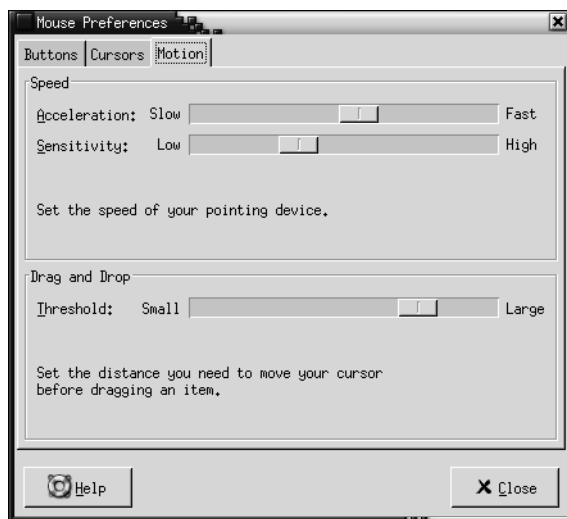 Mouse Preferences
Buttons Cursors Motion
Speed
Acceleration: Slow Fast
Sensitivity: Low High
Set the speed of your pointing device.
Drag and Drop
Threshold: Small Large
Set the distance you need to move your cursor
before dragging an item.
Help Close